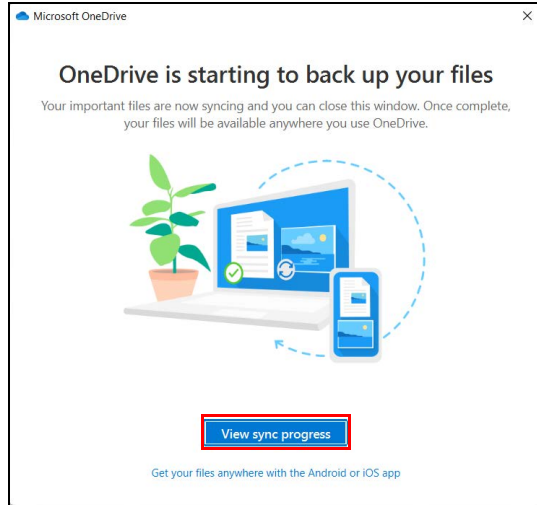 Microsoft OneDrive
OneDrive is starting to back up your files
Your important files are now syncing and you can close this window. Once complete,
your files will be available anywhere you use OneDrive.
View sync progress
Get your files anywhere with the Android or iOS app